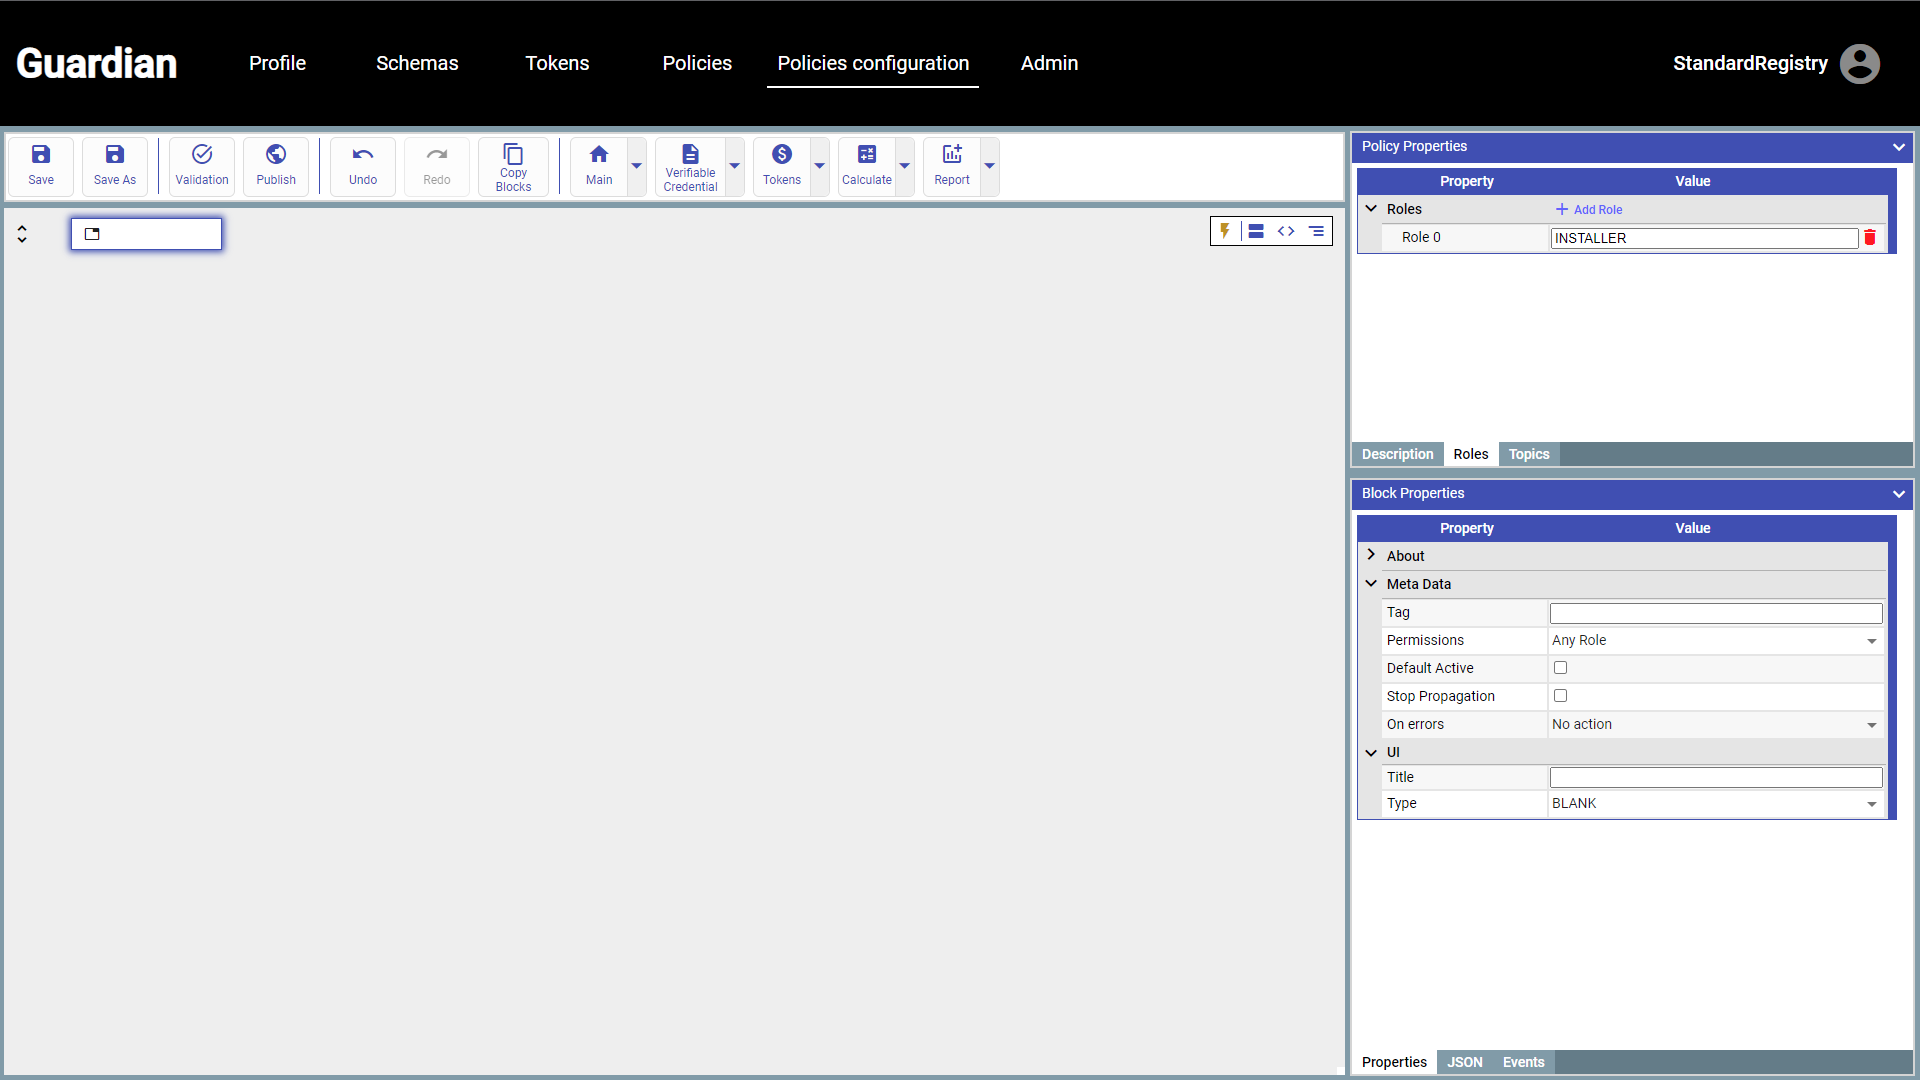 Guardian
Profile
Schemas
Tokens
Policies
Policies configuration
Admin
StandardRegistry
Save
Save As
Validation
Publish
Undo
Redo
Copy
Blocks
Main
Verifiable
Credential
Tokens
Calculate
Report
Policy Properties
Property Value
Roles Add Role
Role 0 INSTALLER
Description Roles Topics
Block Properties
Property Value
About
Meta Data
Tag
Permissions Any Role
Default Active
Stop Propagation
On errors No action
UI
Title
Type BLANK
Properties JSON Events